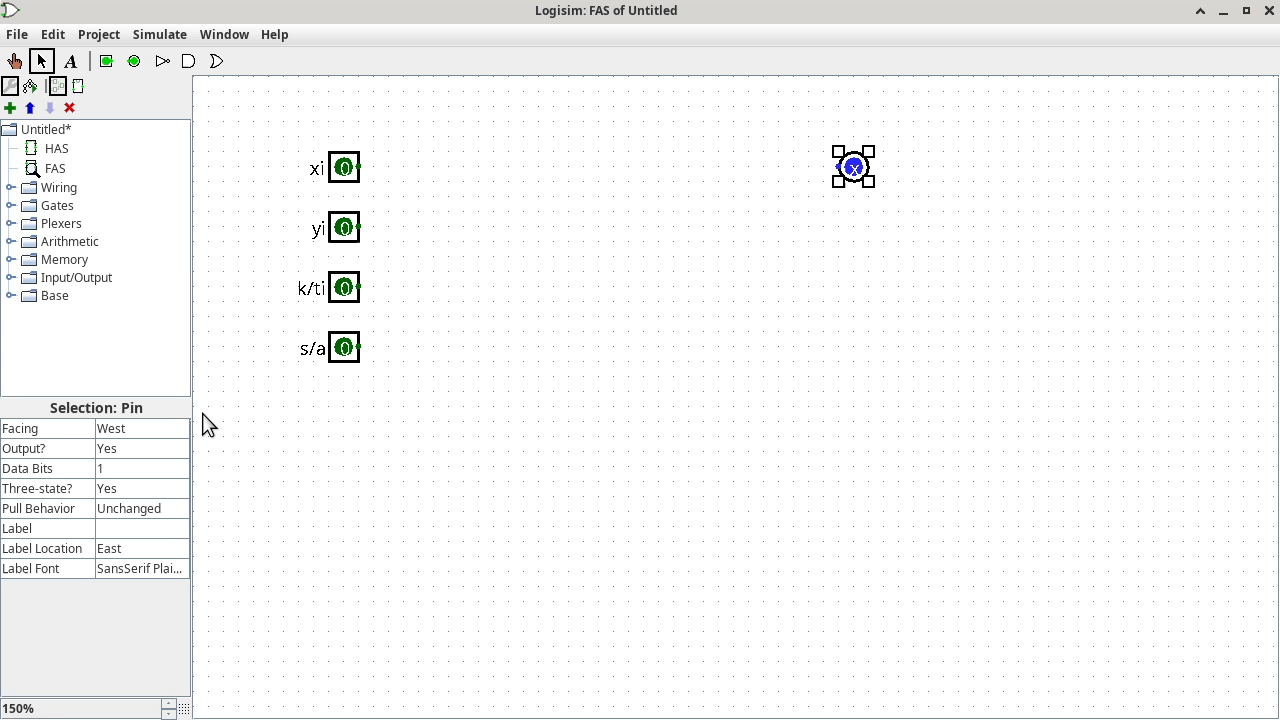 Logisim: FAS of Untitled
File Edit Project Simulate Window Help
A
Untitled*
HAS
FAS
Wiring
Gates
Plexers
Arithmetic
Memory
Input/Output
Base
Selection: Pin
Facing West
Output? Yes
Data Bits 1
Three-state? Yes
Pull Behavior Unchanged
Label
Label Location East
Label Font SansSerif Plai...
150%
xi 0
x
yi 0
k/ti 0
s/a 0